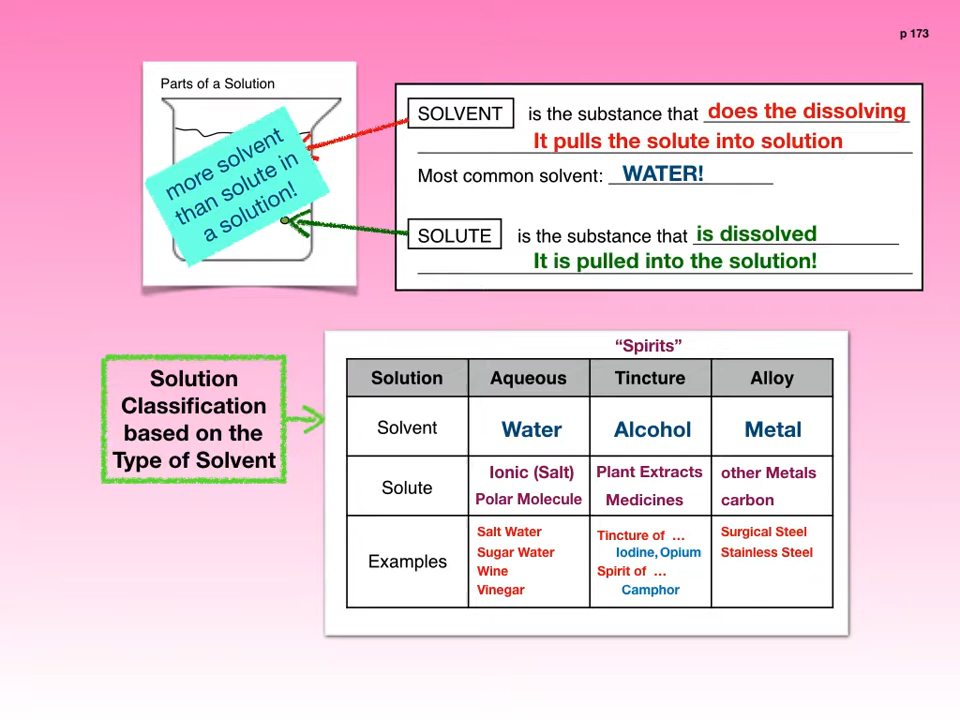 p 173
Parts of a Solution
more solvent
than solute in
a solution!
SOLVENT is the substance that does the dissolving
It pulls the solute into solution
Most common solvent: WATER!
SOLUTE is the substance that is dissolved
It is pulled into the solution!
Solution
Classification
based on the
Type of Solvent
“Spirits”
Solution Aqueous Tincture Alloy
Solvent Water Alcohol Metal
Solute
Ionic (Salt)
Polar Molecule
Plant Extracts
Medicines
other Metals
carbon
Examples
Salt Water
Sugar Water
Wine
Vinegar
Tincture of ...
Iodine, Opium
Spirit of ...
Camphor
Surgical Steel
Stainless Steel